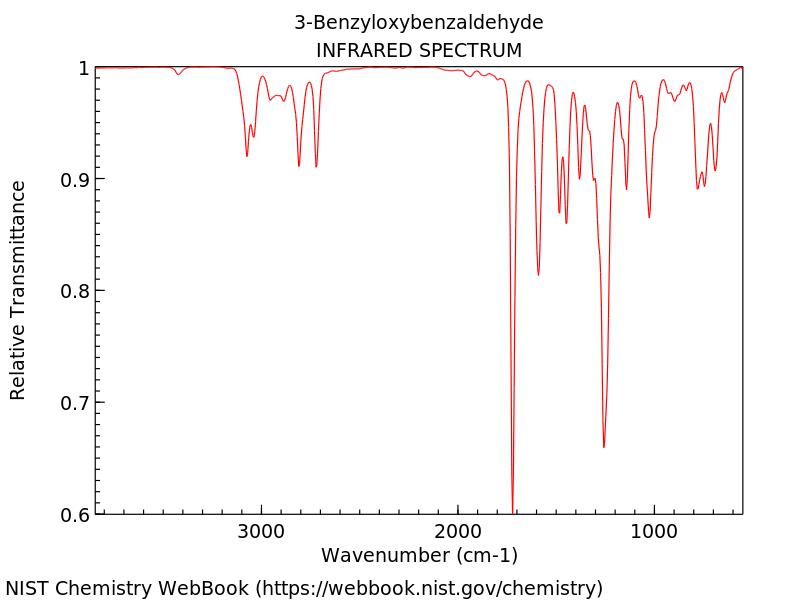 3-Benzyloxybenzaldehyde
INFRARED SPECTRUM
1
0.9
0.8
0.7
0.6
Relative Transmittance
3000 2000 1000
Wavenumber (cm-1)
NIST Chemistry WebBook (https://webbook.nist.gov/chemistry)